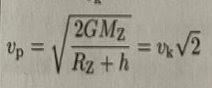 v_p = \sqrt{\frac{2GM_Z}{R_Z + h}} = v_k\sqrt{2}